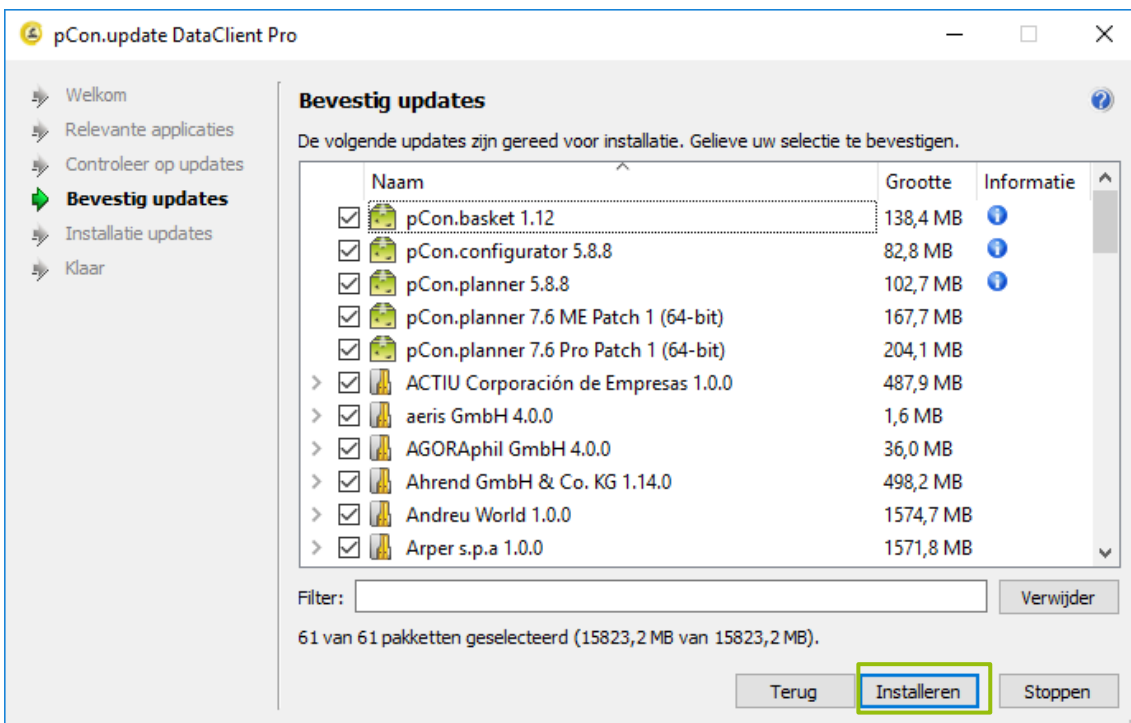 pCon.update DataClient Pro
Welkom
Relevante applicaties
Controleer op updates
Bevestig updates
Installatie updates
Klaar
Bevestig updates
De volgende updates zijn gereed voor installatie. Gelieve uw selectie te bevestigen.
Naam Grootte Informatie
pCon.basket 1.12 138,4 MB
pCon.configurator 5.8.8 82,8 MB
pCon.planner 5.8.8 102,7 MB
pCon.planner 7.6 ME Patch 1 (64-bit) 167,7 MB
pCon.planner 7.6 Pro Patch 1 (64-bit) 204,1 MB
ACTIU Corporación de Empresas 1.0.0 487,9 MB
aeris GmbH 4.0.0 1,6 MB
AGORAphil GmbH 4.0.0 36,0 MB
Ahrend GmbH & Co. KG 1.14.0 498,2 MB
Andreu World 1.0.0 1574,7 MB
Arper s.p.a 1.0.0 1571,8 MB
Filter: Verwijder
61 van 61 pakketten geselecteerd (15823,2 MB van 15823,2 MB).
Terug Installeren Stoppen